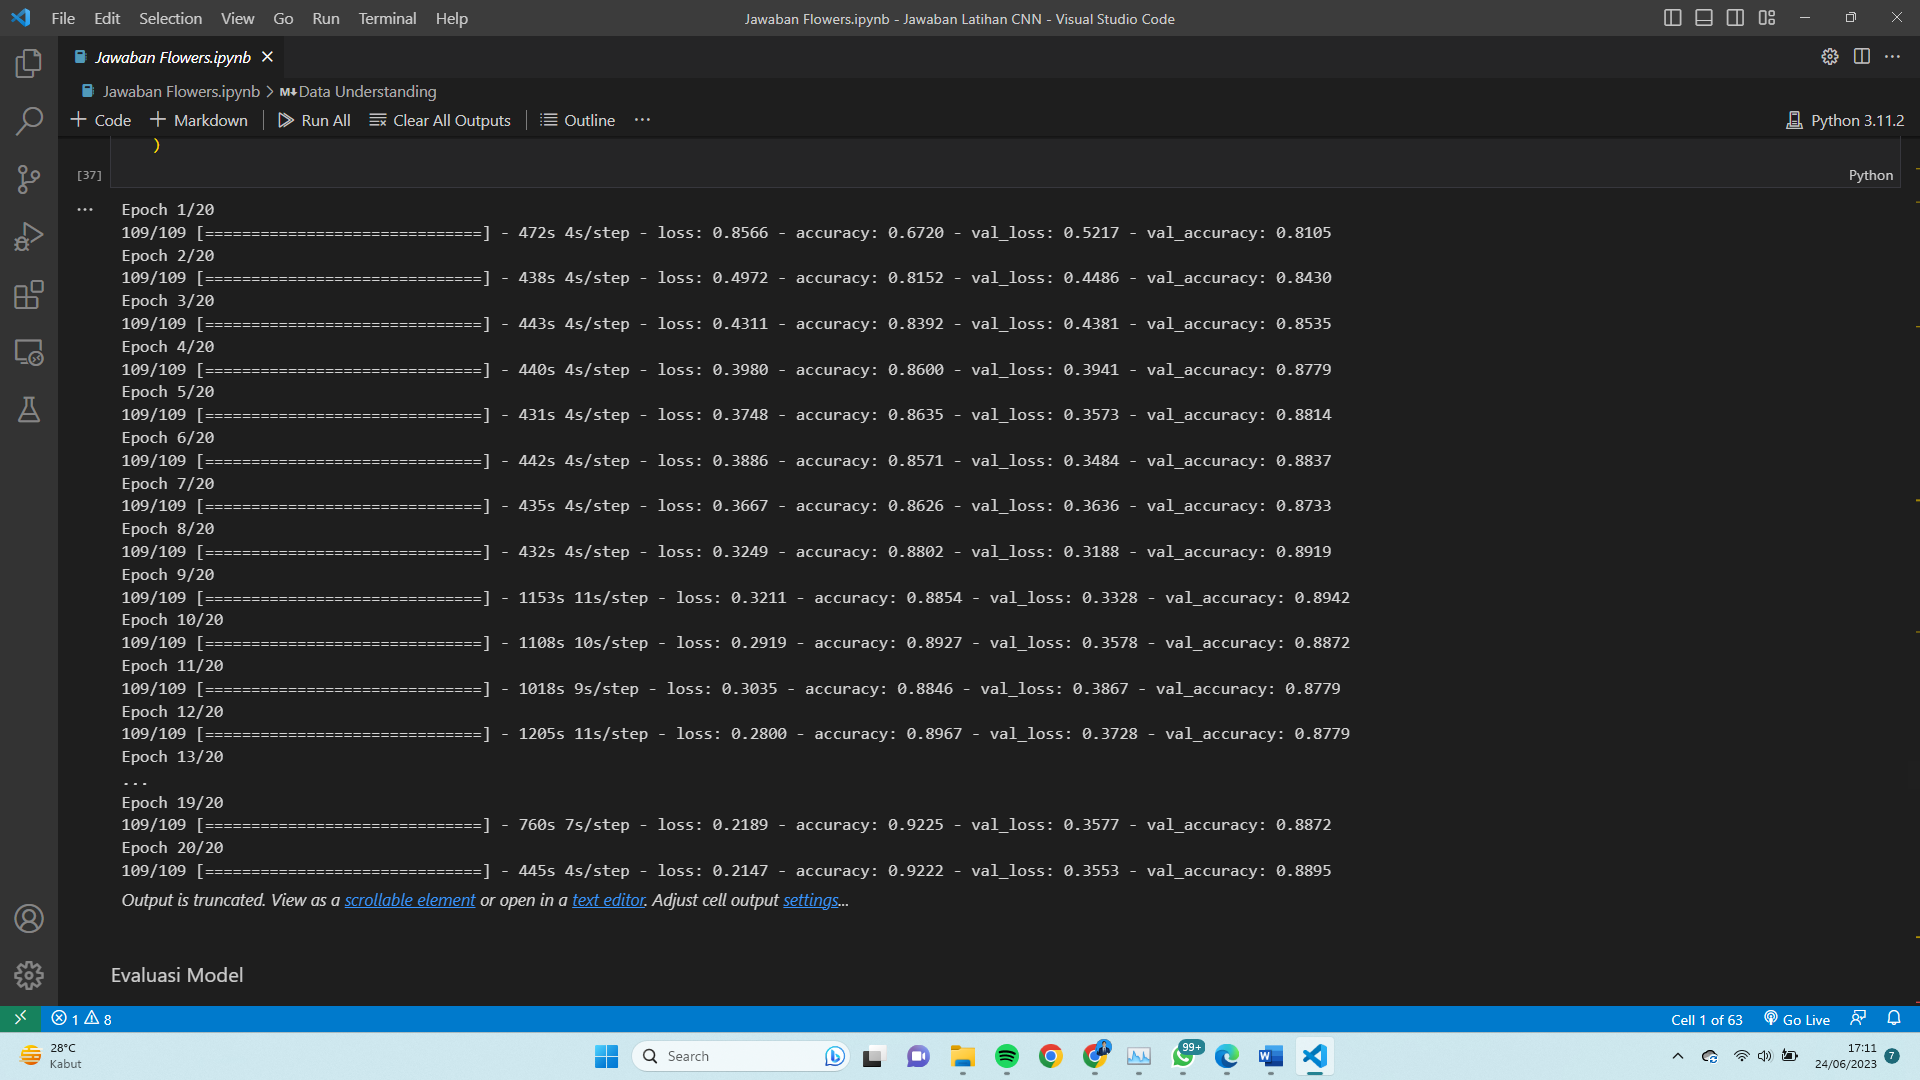 File Edit Selection View Go Run Terminal Help
Jawaban Flowers.ipynb - Jawaban Latihan CNN - Visual Studio Code
Jawaban Flowers.ipynb
Jawaban Flowers.ipynb > M↓ Data Understanding
+ Code + Markdown Run All Clear All Outputs Outline ... Python 3.11.2
)
[37] Python
... Epoch 1/20
109/109 [==============================] - 472s 4s/step - loss: 0.8566 - accuracy: 0.6720 - val_loss: 0.5217 - val_accuracy: 0.8105
Epoch 2/20
109/109 [==============================] - 438s 4s/step - loss: 0.4972 - accuracy: 0.8152 - val_loss: 0.4486 - val_accuracy: 0.8430
Epoch 3/20
109/109 [==============================] - 443s 4s/step - loss: 0.4311 - accuracy: 0.8392 - val_loss: 0.4381 - val_accuracy: 0.8535
Epoch 4/20
109/109 [==============================] - 440s 4s/step - loss: 0.3980 - accuracy: 0.8600 - val_loss: 0.3941 - val_accuracy: 0.8779
Epoch 5/20
109/109 [==============================] - 431s 4s/step - loss: 0.3748 - accuracy: 0.8635 - val_loss: 0.3573 - val_accuracy: 0.8814
Epoch 6/20
109/109 [==============================] - 442s 4s/step - loss: 0.3886 - accuracy: 0.8571 - val_loss: 0.3484 - val_accuracy: 0.8837
Epoch 7/20
109/109 [==============================] - 435s 4s/step - loss: 0.3667 - accuracy: 0.8626 - val_loss: 0.3636 - val_accuracy: 0.8733
Epoch 8/20
109/109 [==============================] - 432s 4s/step - loss: 0.3249 - accuracy: 0.8802 - val_loss: 0.3188 - val_accuracy: 0.8919
Epoch 9/20
109/109 [==============================] - 1153s 11s/step - loss: 0.3211 - accuracy: 0.8854 - val_loss: 0.3328 - val_accuracy: 0.8942
Epoch 10/20
109/109 [==============================] - 1108s 10s/step - loss: 0.2919 - accuracy: 0.8927 - val_loss: 0.3578 - val_accuracy: 0.8872
Epoch 11/20
109/109 [==============================] - 1018s 9s/step - loss: 0.3035 - accuracy: 0.8846 - val_loss: 0.3867 - val_accuracy: 0.8779
Epoch 12/20
109/109 [==============================] - 1205s 11s/step - loss: 0.2800 - accuracy: 0.8967 - val_loss: 0.3728 - val_accuracy: 0.8779
Epoch 13/20
...
Epoch 19/20
109/109 [==============================] - 760s 7s/step - loss: 0.2189 - accuracy: 0.9225 - val_loss: 0.3577 - val_accuracy: 0.8872
Epoch 20/20
109/109 [==============================] - 445s 4s/step - loss: 0.2147 - accuracy: 0.9222 - val_loss: 0.3553 - val_accuracy: 0.8895
Output is truncated. View as a scrollable element or open in a text editor. Adjust cell output settings...
Evaluasi Model
1 8 Cell 1 of 63 Go Live
28°C
Kabut
Search
99+
17:11
24/06/2023
7